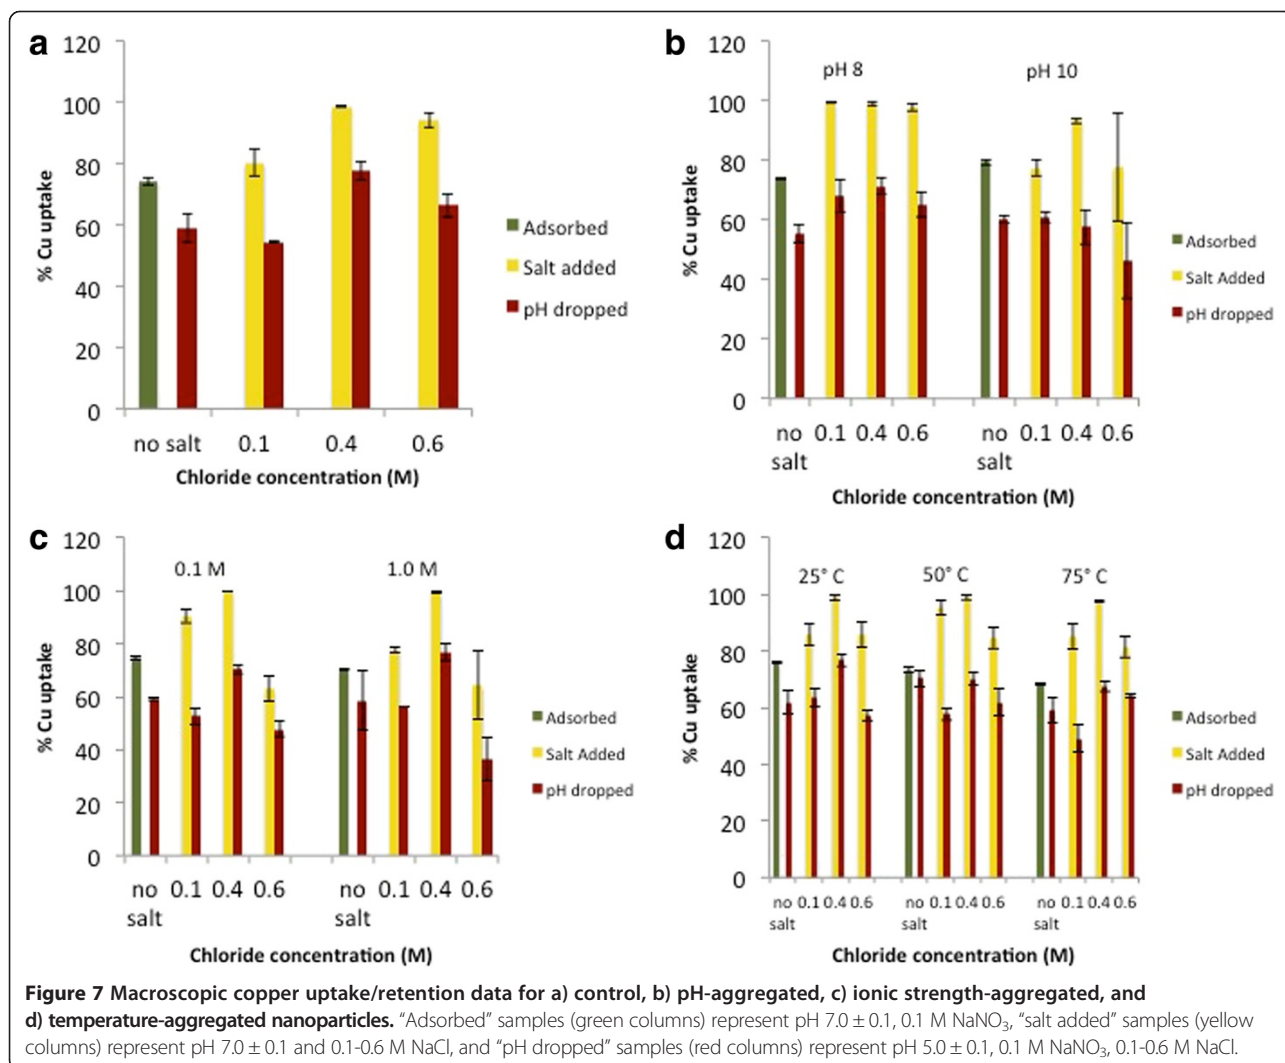 a
120
100
80
60
40
20
0
% Cu uptake
no salt 0.1 0.4 0.6
Chloride concentration (M)
Adsorbed
Salt added
pH dropped
b
120
100
80
60
40
20
0
% Cu uptake
pH 8 pH 10
no 0.1 0.4 0.6 no 0.1 0.4 0.6
salt salt
Chloride concentration (M)
Adsorbed
Salt Added
pH dropped
c
120
100
80
60
40
20
0
% Cu uptake
0.1 M 1.0 M
no 0.1 0.4 0.6 no 0.1 0.4 0.6
salt salt
Chloride concentration (M)
Adsorbed
Salt Added
pH dropped
d
120
100
80
60
40
20
0
% Cu uptake
25° C 50° C 75° C
no 0.1 0.4 0.6 no 0.1 0.4 0.6 no 0.1 0.4 0.6
salt salt salt
Chloride concentration (M)
Adsorbed
Salt Added
pH dropped
Figure 7 Macroscopic copper uptake/retention data for a) control, b) pH-aggregated, c) ionic strength-aggregated, and
d) temperature-aggregated nanoparticles. “Adsorbed” samples (green columns) represent pH 7.0 ± 0.1, 0.1 M NaNO₃, “salt added” samples (yellow
columns) represent pH 7.0 ± 0.1 and 0.1-0.6 M NaCl, and “pH dropped” samples (red columns) represent pH 5.0 ± 0.1, 0.1 M NaNO₃, 0.1-0.6 M NaCl.